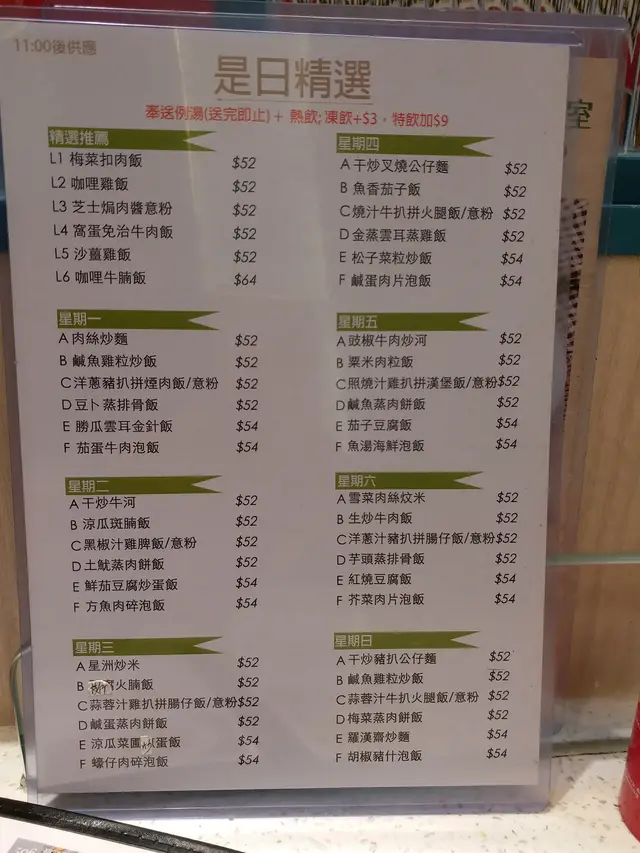 11:00後供應
是日精選
奉送例湯(送完即止)+ 熱飲; 凍飲+$3・特飲加$9
精選推薦
L1 梅菜扣肉飯 $52
L2 咖哩雞飯 $52
L3 芝士焗肉醬意粉 $52
L4 窩蛋免治牛肉飯 $52
L5 沙薑雞飯 $52
L6 咖哩牛腩飯 $64
星期一
A 肉絲炒麵 $52
B 鹹魚雞粒炒飯 $52
C 洋蔥豬扒拼煙肉飯/意粉 $52
D 豆卜蒸排骨飯 $52
E 勝瓜雲耳金針飯 $54
F 茄蛋牛肉泡飯 $54
星期二
A 干炒牛河 $52
B 涼瓜斑腩飯 $52
C 黑椒汁雞脾飯/意粉 $52
D 土魷蒸肉餅飯 $52
E 鮮茄豆腐炒蛋飯 $54
F 方魚肉碎泡飯 $54
星期三
A 星洲炒米 $52
B 火腩飯 $52
C 蒜蓉汁雞扒拼腸仔飯/意粉 $52
D 鹹蛋蒸肉餅飯 $52
E 涼瓜菜圃蛋飯 $54
F 蠔仔肉碎泡飯 $54
星期四
A 干炒叉燒公仔麵 $52
B 魚香茄子飯 $52
C 燒汁牛扒拼火腿飯/意粉 $52
D 金菇雲耳蒸雞飯 $52
E 松子菜粒炒飯 $54
F 鹹蛋肉片泡飯 $54
星期五
A 豉椒牛肉炒河 $52
B 粟米肉粒飯 $52
C 照燒汁雞扒拼漢堡飯/意粉 $52
D 鹹魚蒸肉餅飯 $52
E 茄子豆腐飯 $54
F 魚湯海鮮泡飯 $54
星期六
A 雪菜肉絲炆米 $52
B 生炒牛肉飯 $52
C 洋蔥汁豬扒拼腸仔飯/意粉 $52
D 芋頭蒸排骨飯 $52
E 紅燒豆腐飯 $54
F 芥菜肉片泡飯 $54
星期日
A 干炒豬扒公仔麵 $52
B 鹹魚雞粒炒飯 $52
C 蒜蓉汁牛扒火腿飯/意粉 $52
D 梅菜蒸肉餅飯 $52
E 羅漢齋炒麵 $54
F 胡椒豬什泡飯 $54
室